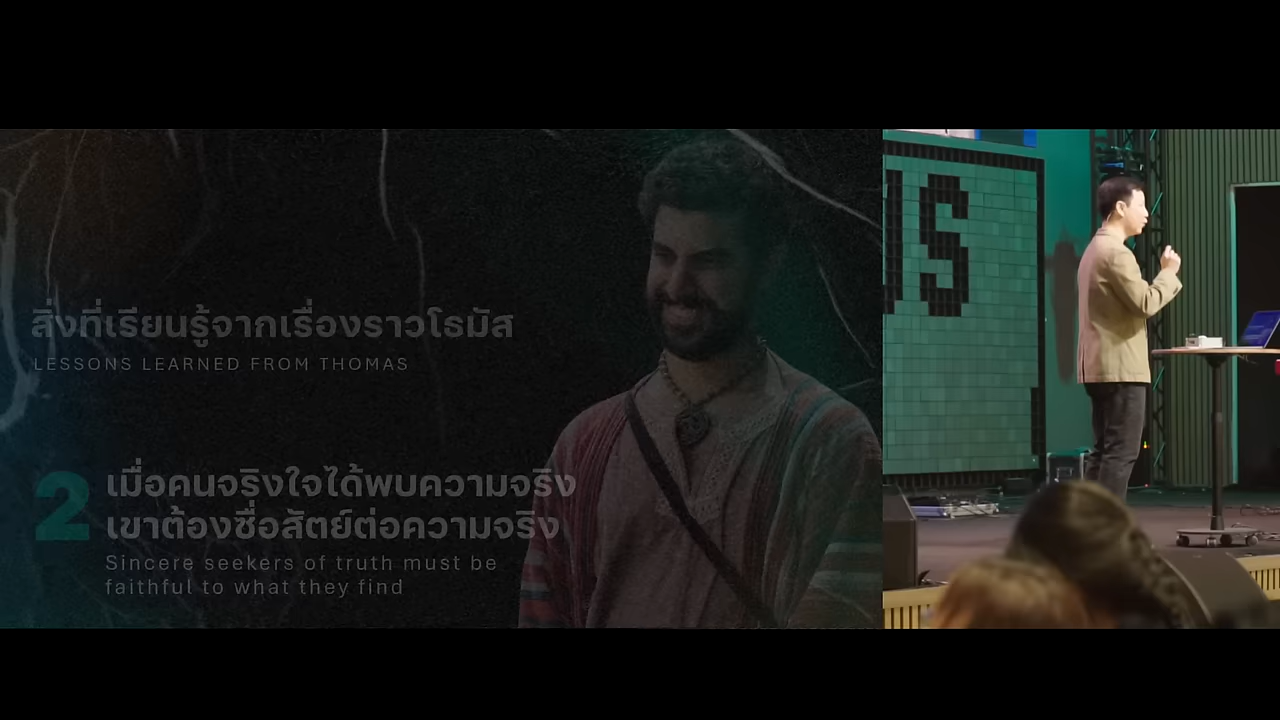 สิ่งที่เรียนรู้จากเรื่องราวโธมัส
LESSONS LEARNED FROM THOMAS
2
เมื่อคนจริงใจได้พบความจริง
เขาต้องซื่อสัตย์ต่อความจริง
Sincere seekers of truth must be
faithful to what they find
US